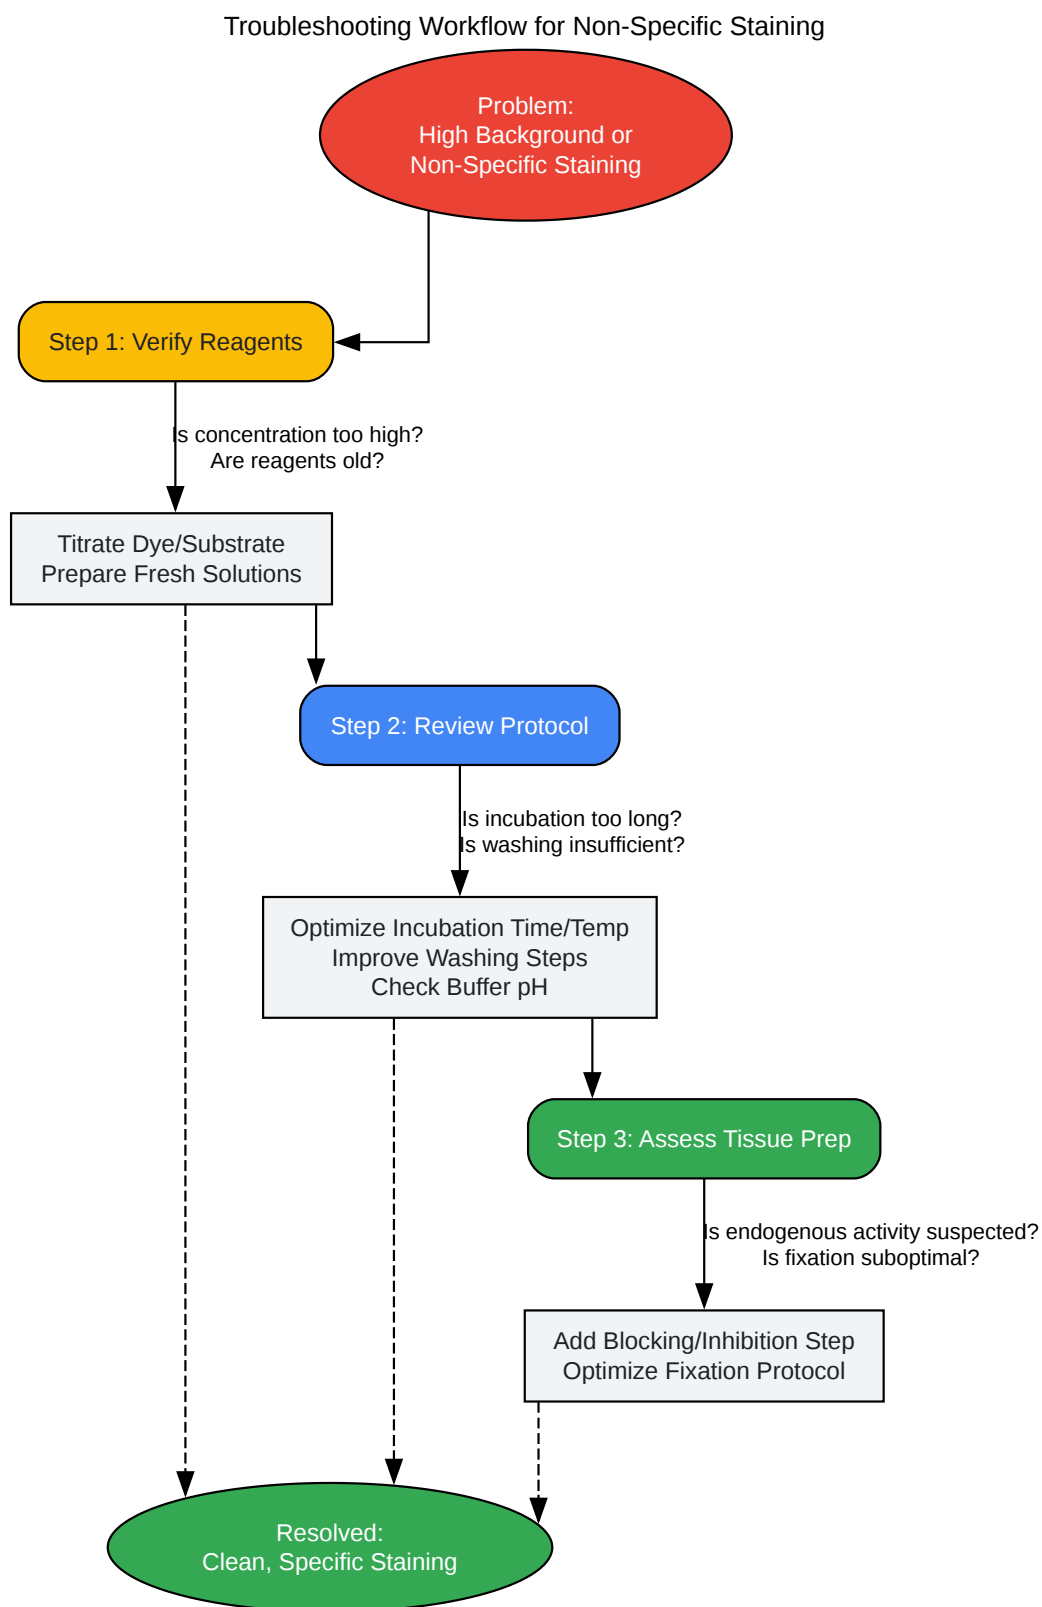 Troubleshooting Workflow for Non-Specific Staining
Problem:
High Background or
Non-Specific Staining
Step 1: Verify Reagents
Is concentration too high?
Are reagents old?
Titrate Dye/Substrate
Prepare Fresh Solutions
Step 2: Review Protocol
Is incubation too long?
Is washing insufficient?
Optimize Incubation Time/Temp
Improve Washing Steps
Check Buffer pH
Step 3: Assess Tissue Prep
Is endogenous activity suspected?
Is fixation suboptimal?
Add Blocking/Inhibition Step
Optimize Fixation Protocol
Resolved:
Clean, Specific Staining